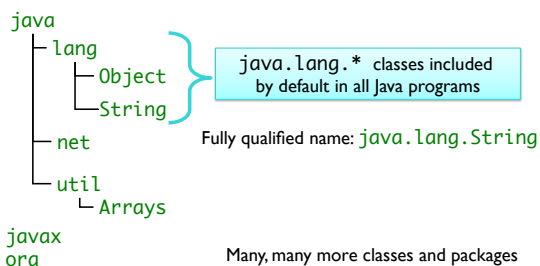 java
lang
Object
String
java.lang.* classes included
by default in all Java programs
Fully qualified name: java.lang.String
net
util
Arrays
javax
org
Many, many more classes and packages